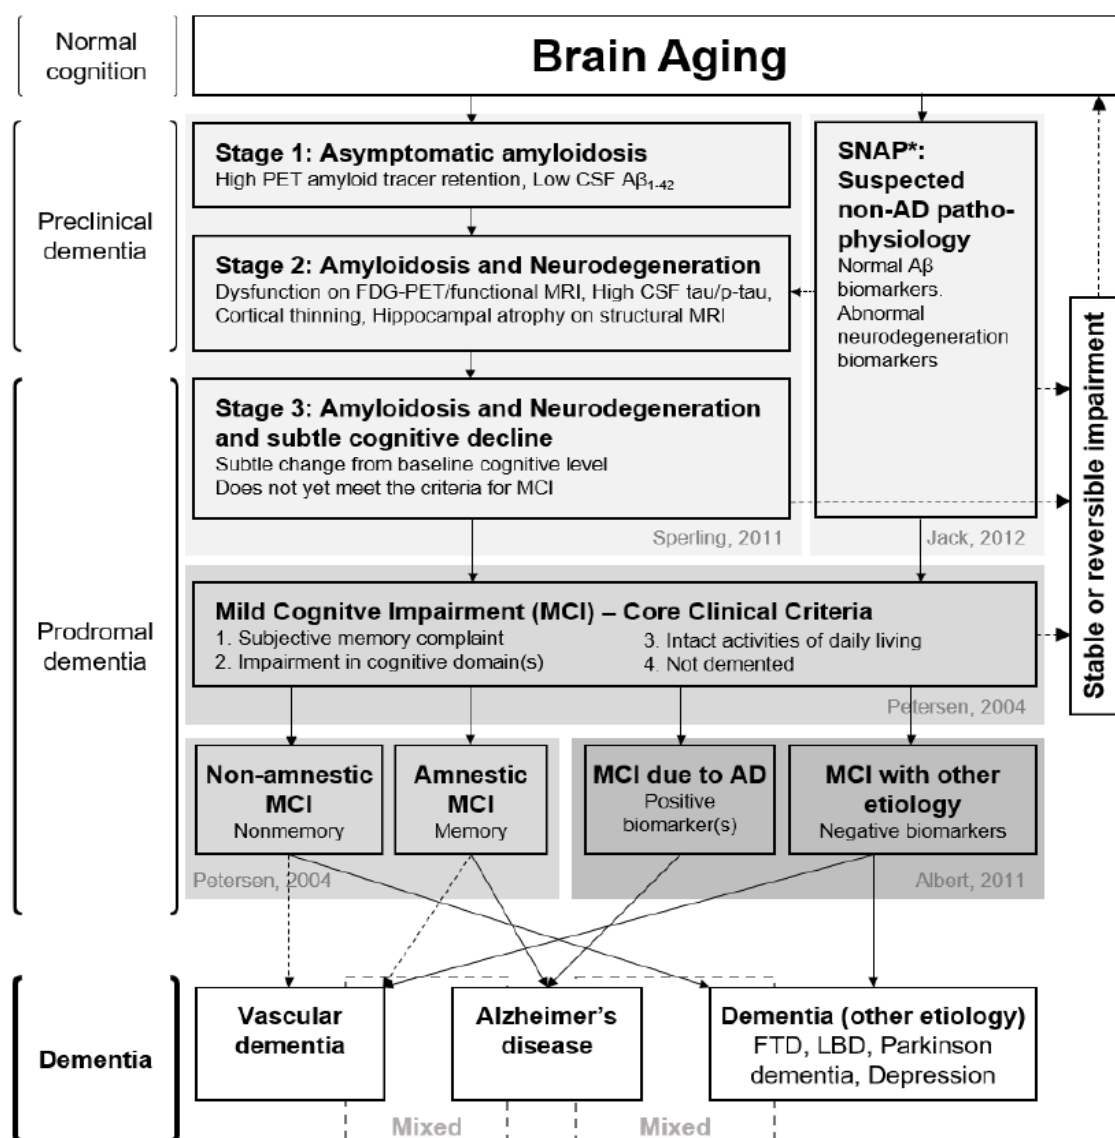 Normal
cognition
Brain Aging
Preclinical
dementia
Stage 1: Asymptomatic amyloidosis
High PET amyloid tracer retention, Low CSF Aβ1-42
Stage 2: Amyloidosis and Neurodegeneration
Dysfunction on FDG-PET/functional MRI, High CSF tau/p-tau,
Cortical thinning, Hippocampal atrophy on structural MRI
SNAP*:
Suspected
non-AD patho-
physiology
Normal Aβ
biomarkers.
Abnormal
neurodegeneration
biomarkers
Prodromal
dementia
Stage 3: Amyloidosis and Neurodegeneration
and subtle cognitive decline
Subtle change from baseline cognitive level
Does not yet meet the criteria for MCI
Sperling, 2011
Jack, 2012
Stable or reversible impairment
Mild Cognitve Impairment (MCI) – Core Clinical Criteria
1. Subjective memory complaint
2. Impairment in cognitive domain(s)
3. Intact activities of daily living
4. Not demented
Petersen, 2004
Non-amnestic
MCI
Nonmemory
Amnestic
MCI
Memory
Petersen, 2004
MCI due to AD
Positive
biomarker(s)
MCI with other
etiology
Negative biomarkers
Albert, 2011
Dementia
Vascular
dementia
Alzheimer's
disease
Dementia (other etiology)
FTD, LBD, Parkinson
dementia, Depression
Mixed
Mixed